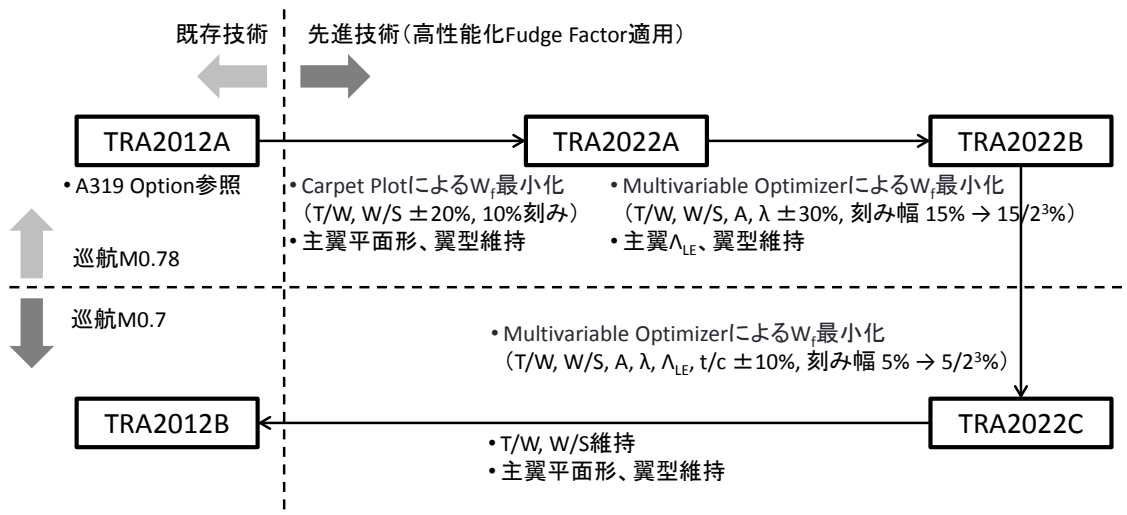 既存技術
先進技術(高性能化Fudge Factor適用)
TRA2012A
TRA2022A
TRA2022B
• A319 Option参照
• Carpet PlotによるW_f最小化
(T/W, W/S ±20%, 10%刻み)
• 主翼平面形、翼型維持
• Multivariable OptimizerによるW_f最小化
(T/W, W/S, A, λ ±30%, 刻み幅 15% → 15/2³%)
• 主翼Λ_LE、翼型維持
巡航M0.78
巡航M0.7
• Multivariable OptimizerによるW_f最小化
(T/W, W/S, A, λ, Λ_LE, t/c ±10%, 刻み幅 5% → 5/2³%)
TRA2012B
TRA2022C
• T/W, W/S維持
• 主翼平面形、翼型維持